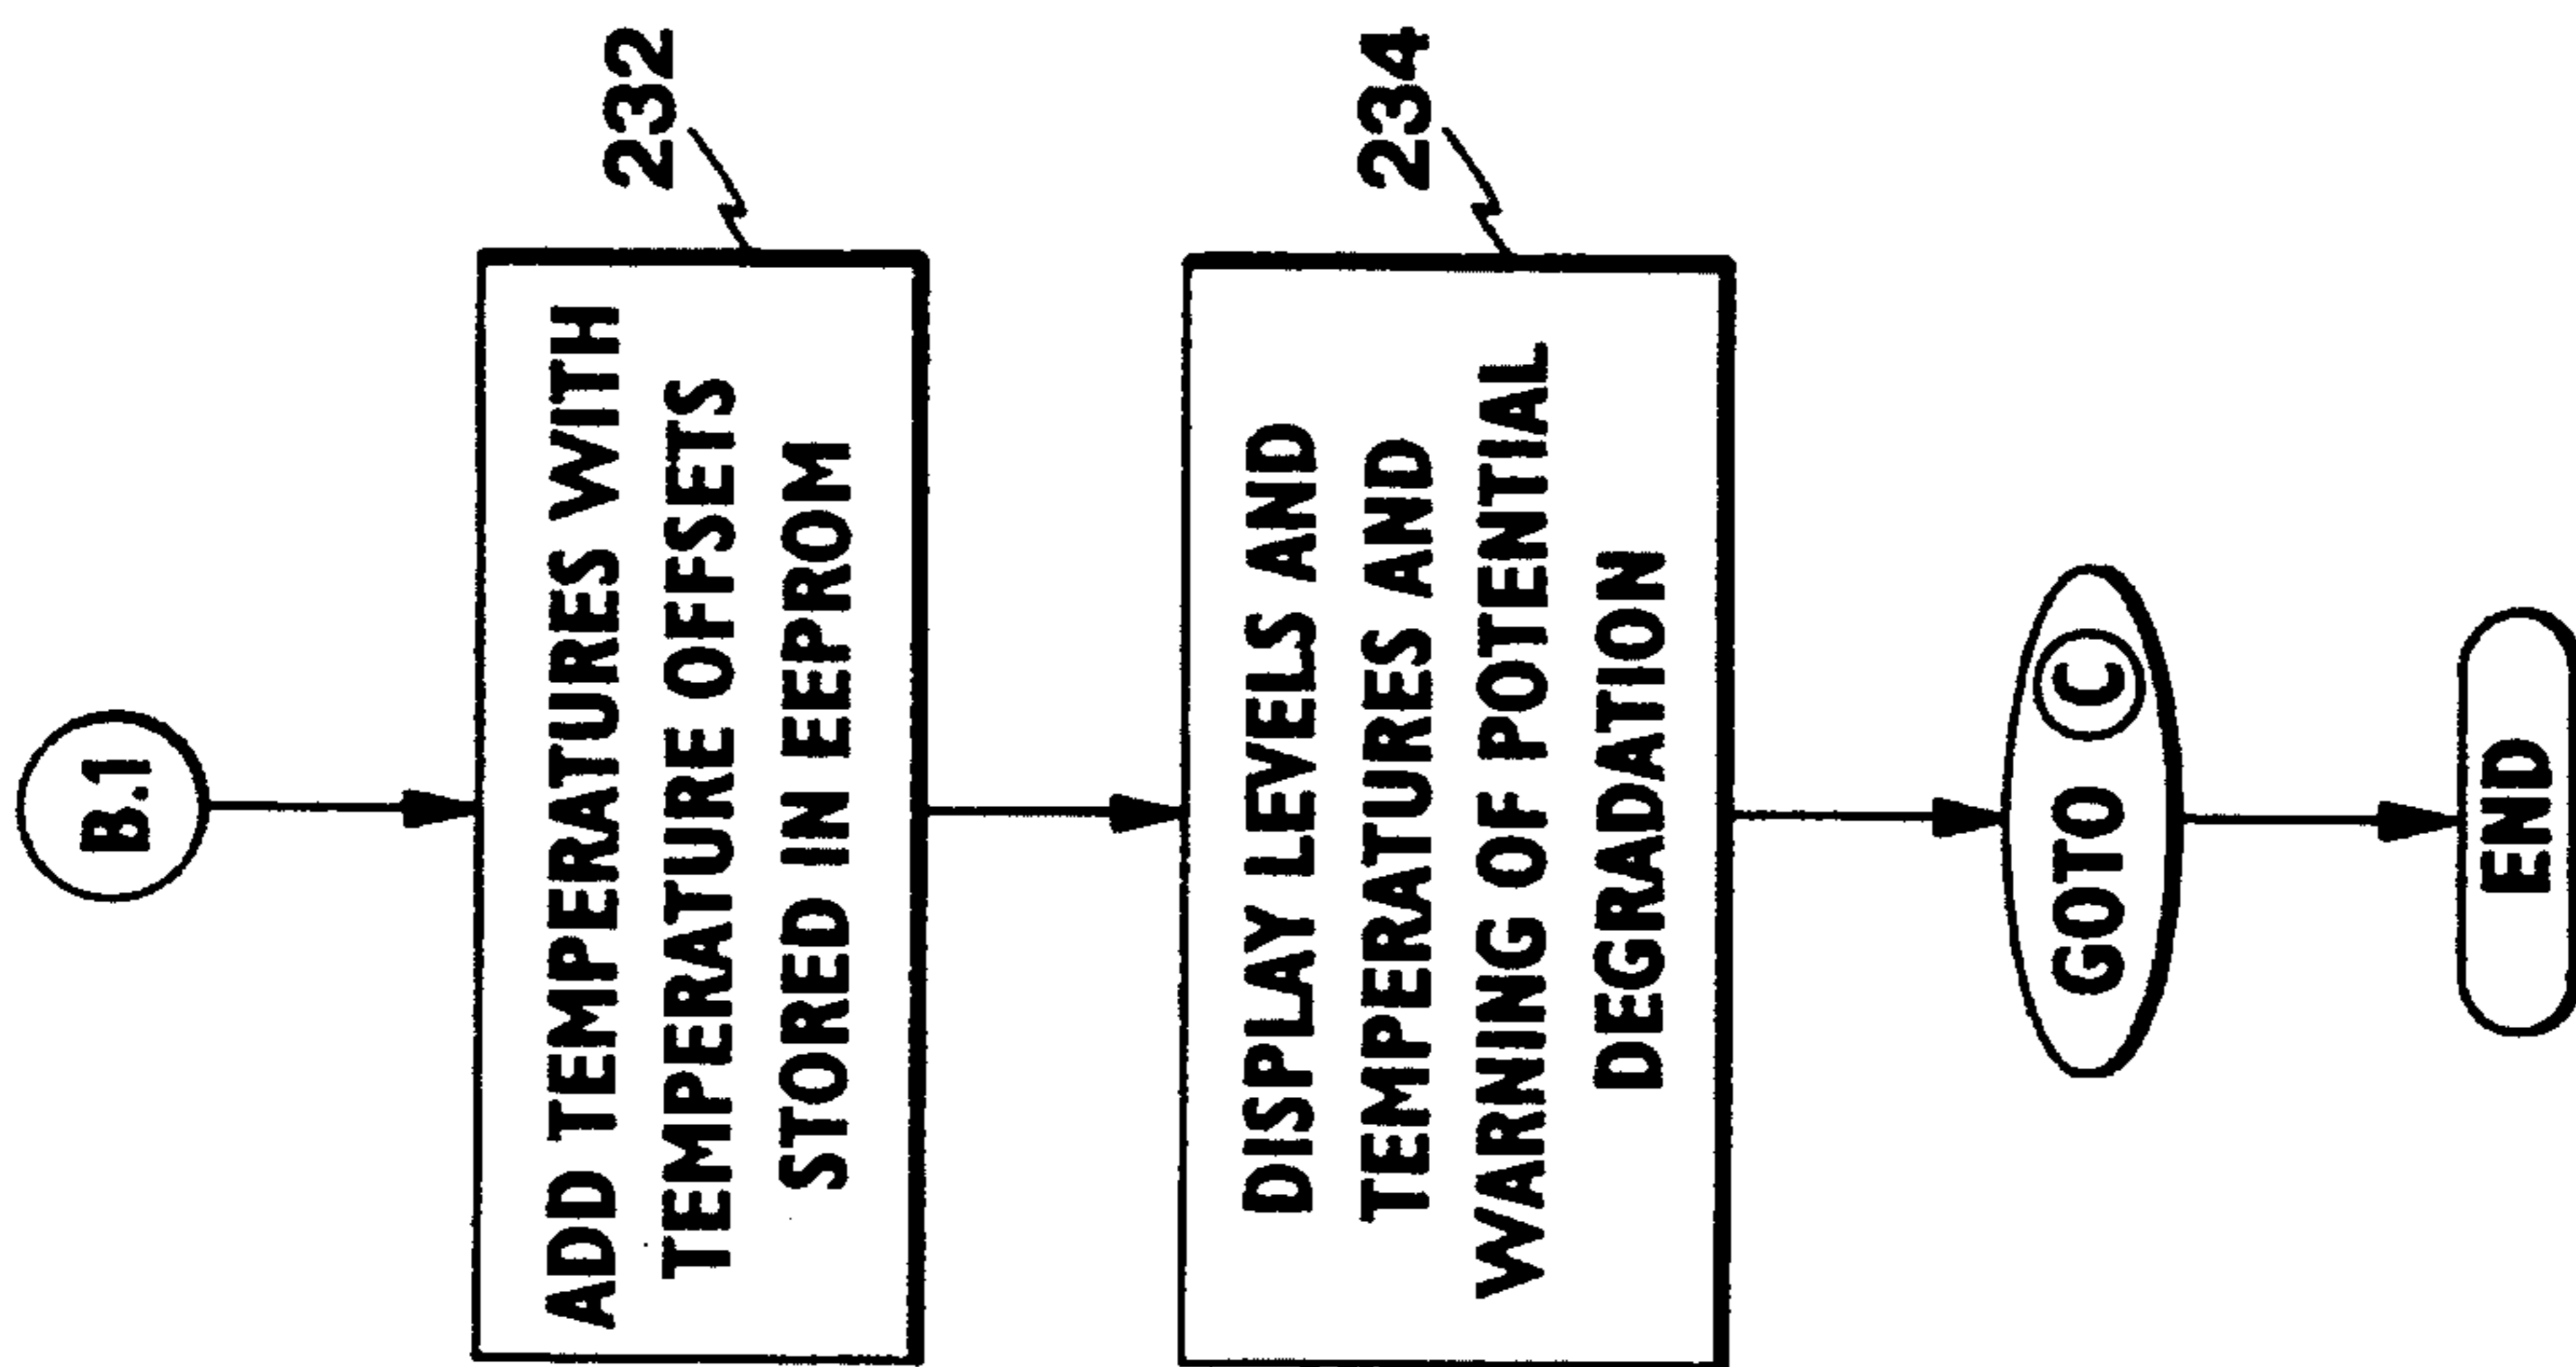 B.1
ADD TEMPERATURES WITH
TEMPERATURE OFFSETS
STORED IN EEPROM
232
DISPLAY LEVELS AND
TEMPERATURES AND
WARNING OF POTENTIAL
DEGRADATION
234
GOTO C
END